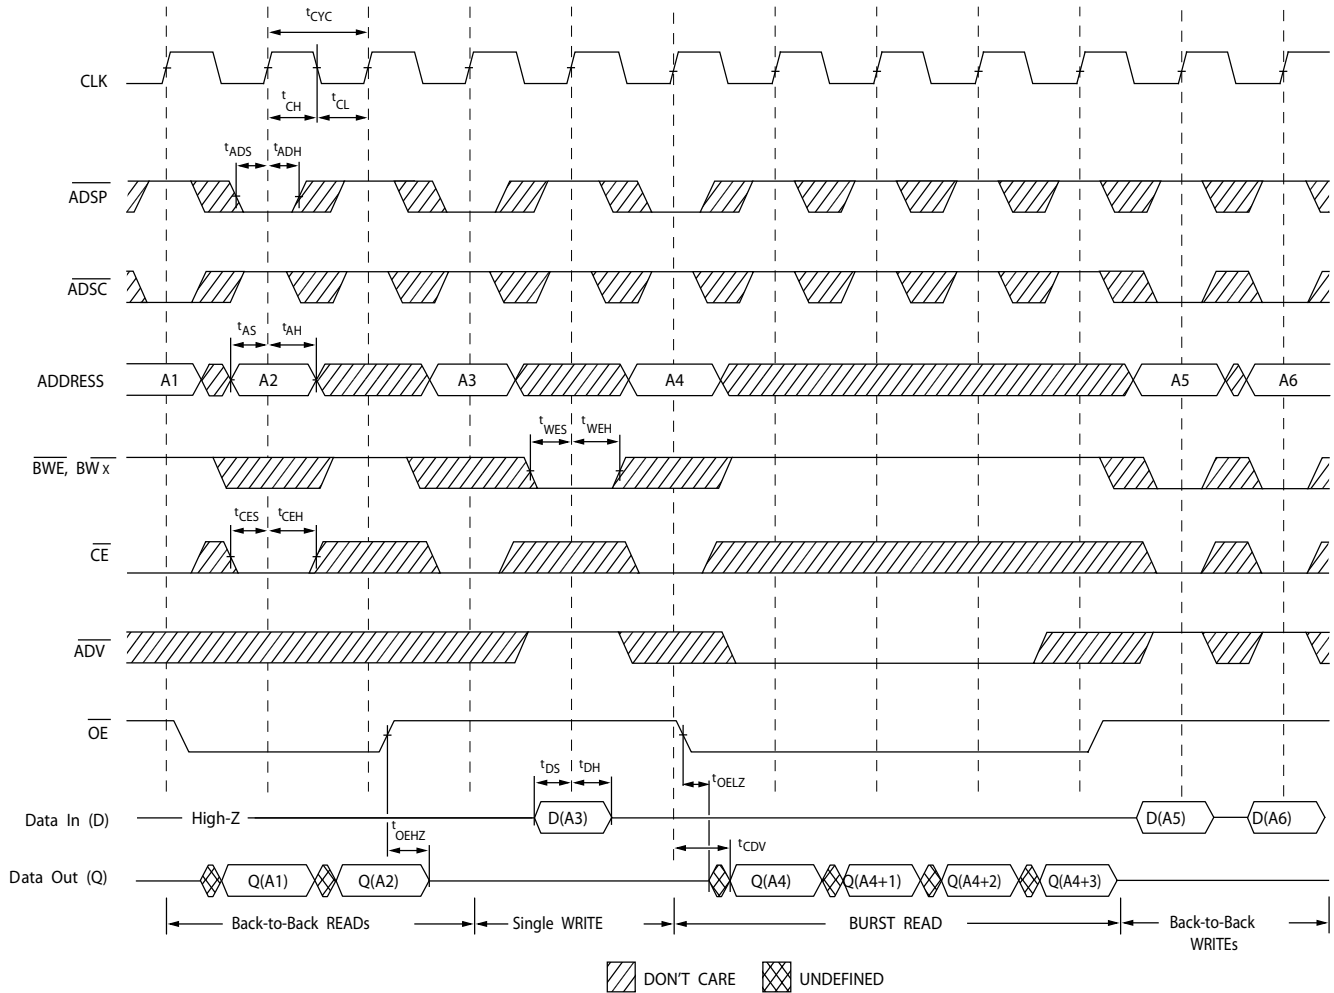 tCYC
CLK
tCH tCL
tADS tADH
ADSP
ADSC
tAS tAH
ADDRESS A1 A2 A3 A4 A5 A6
tWES tWEH
BWE, BW x
tCES tCEH
CE
ADV
OE
tDS tDH tOELZ
Data In (D) High-Z D(A3) D(A5) D(A6)
tOEHZ tCDV
Data Out (Q) Q(A1) Q(A2) Q(A4) Q(A4+1) Q(A4+2) Q(A4+3)
Back-to-Back READs Single WRITE BURST READ Back-to-Back
WRITEs
DON'T CARE UNDEFINED